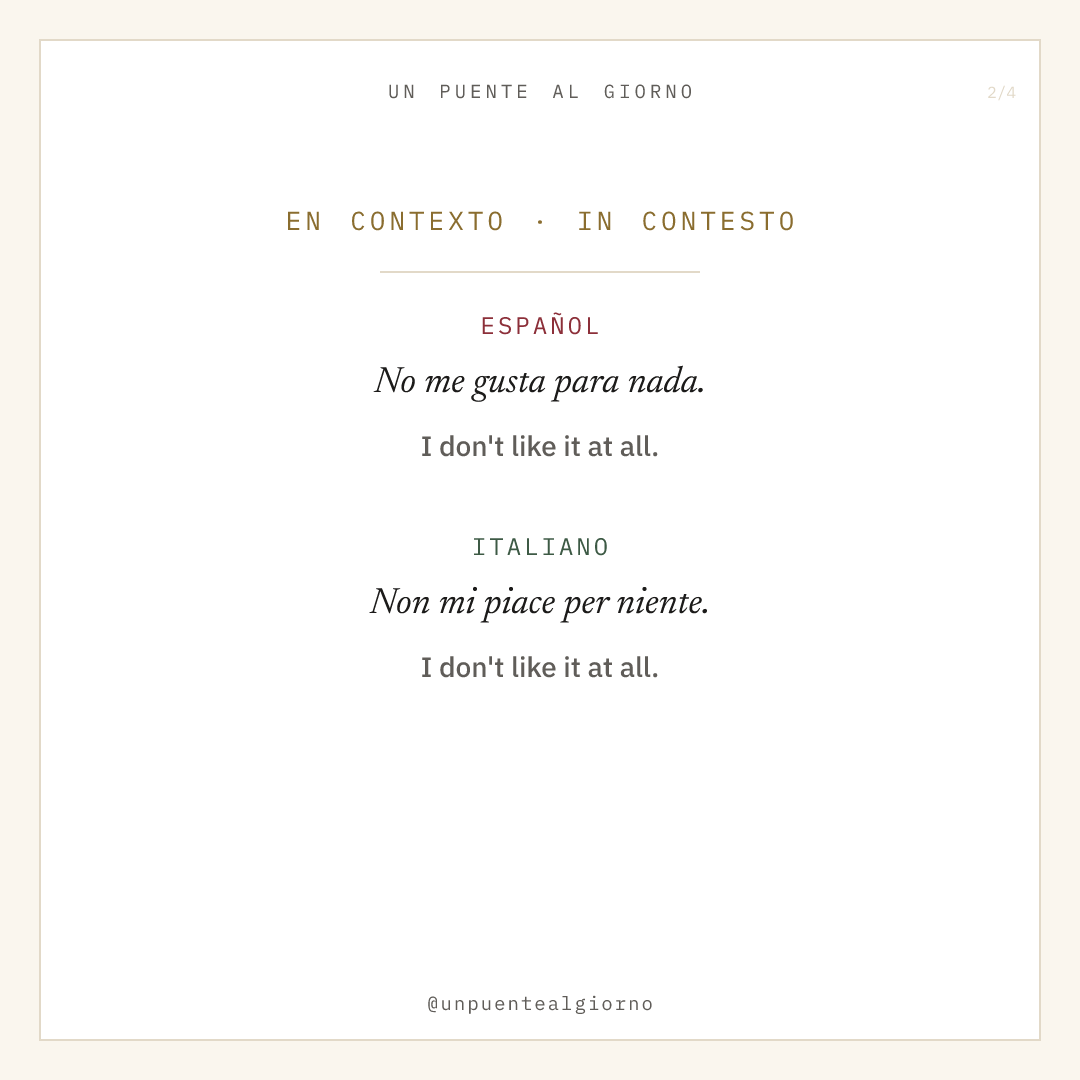 UN PUENTE AL GIORNO
2/4
EN CONTEXTO · IN CONTESTO
ESPAÑOL
No me gusta para nada.
I don't like it at all.
ITALIANO
Non mi piace per niente.
I don't like it at all.
@unpuentealgiorno